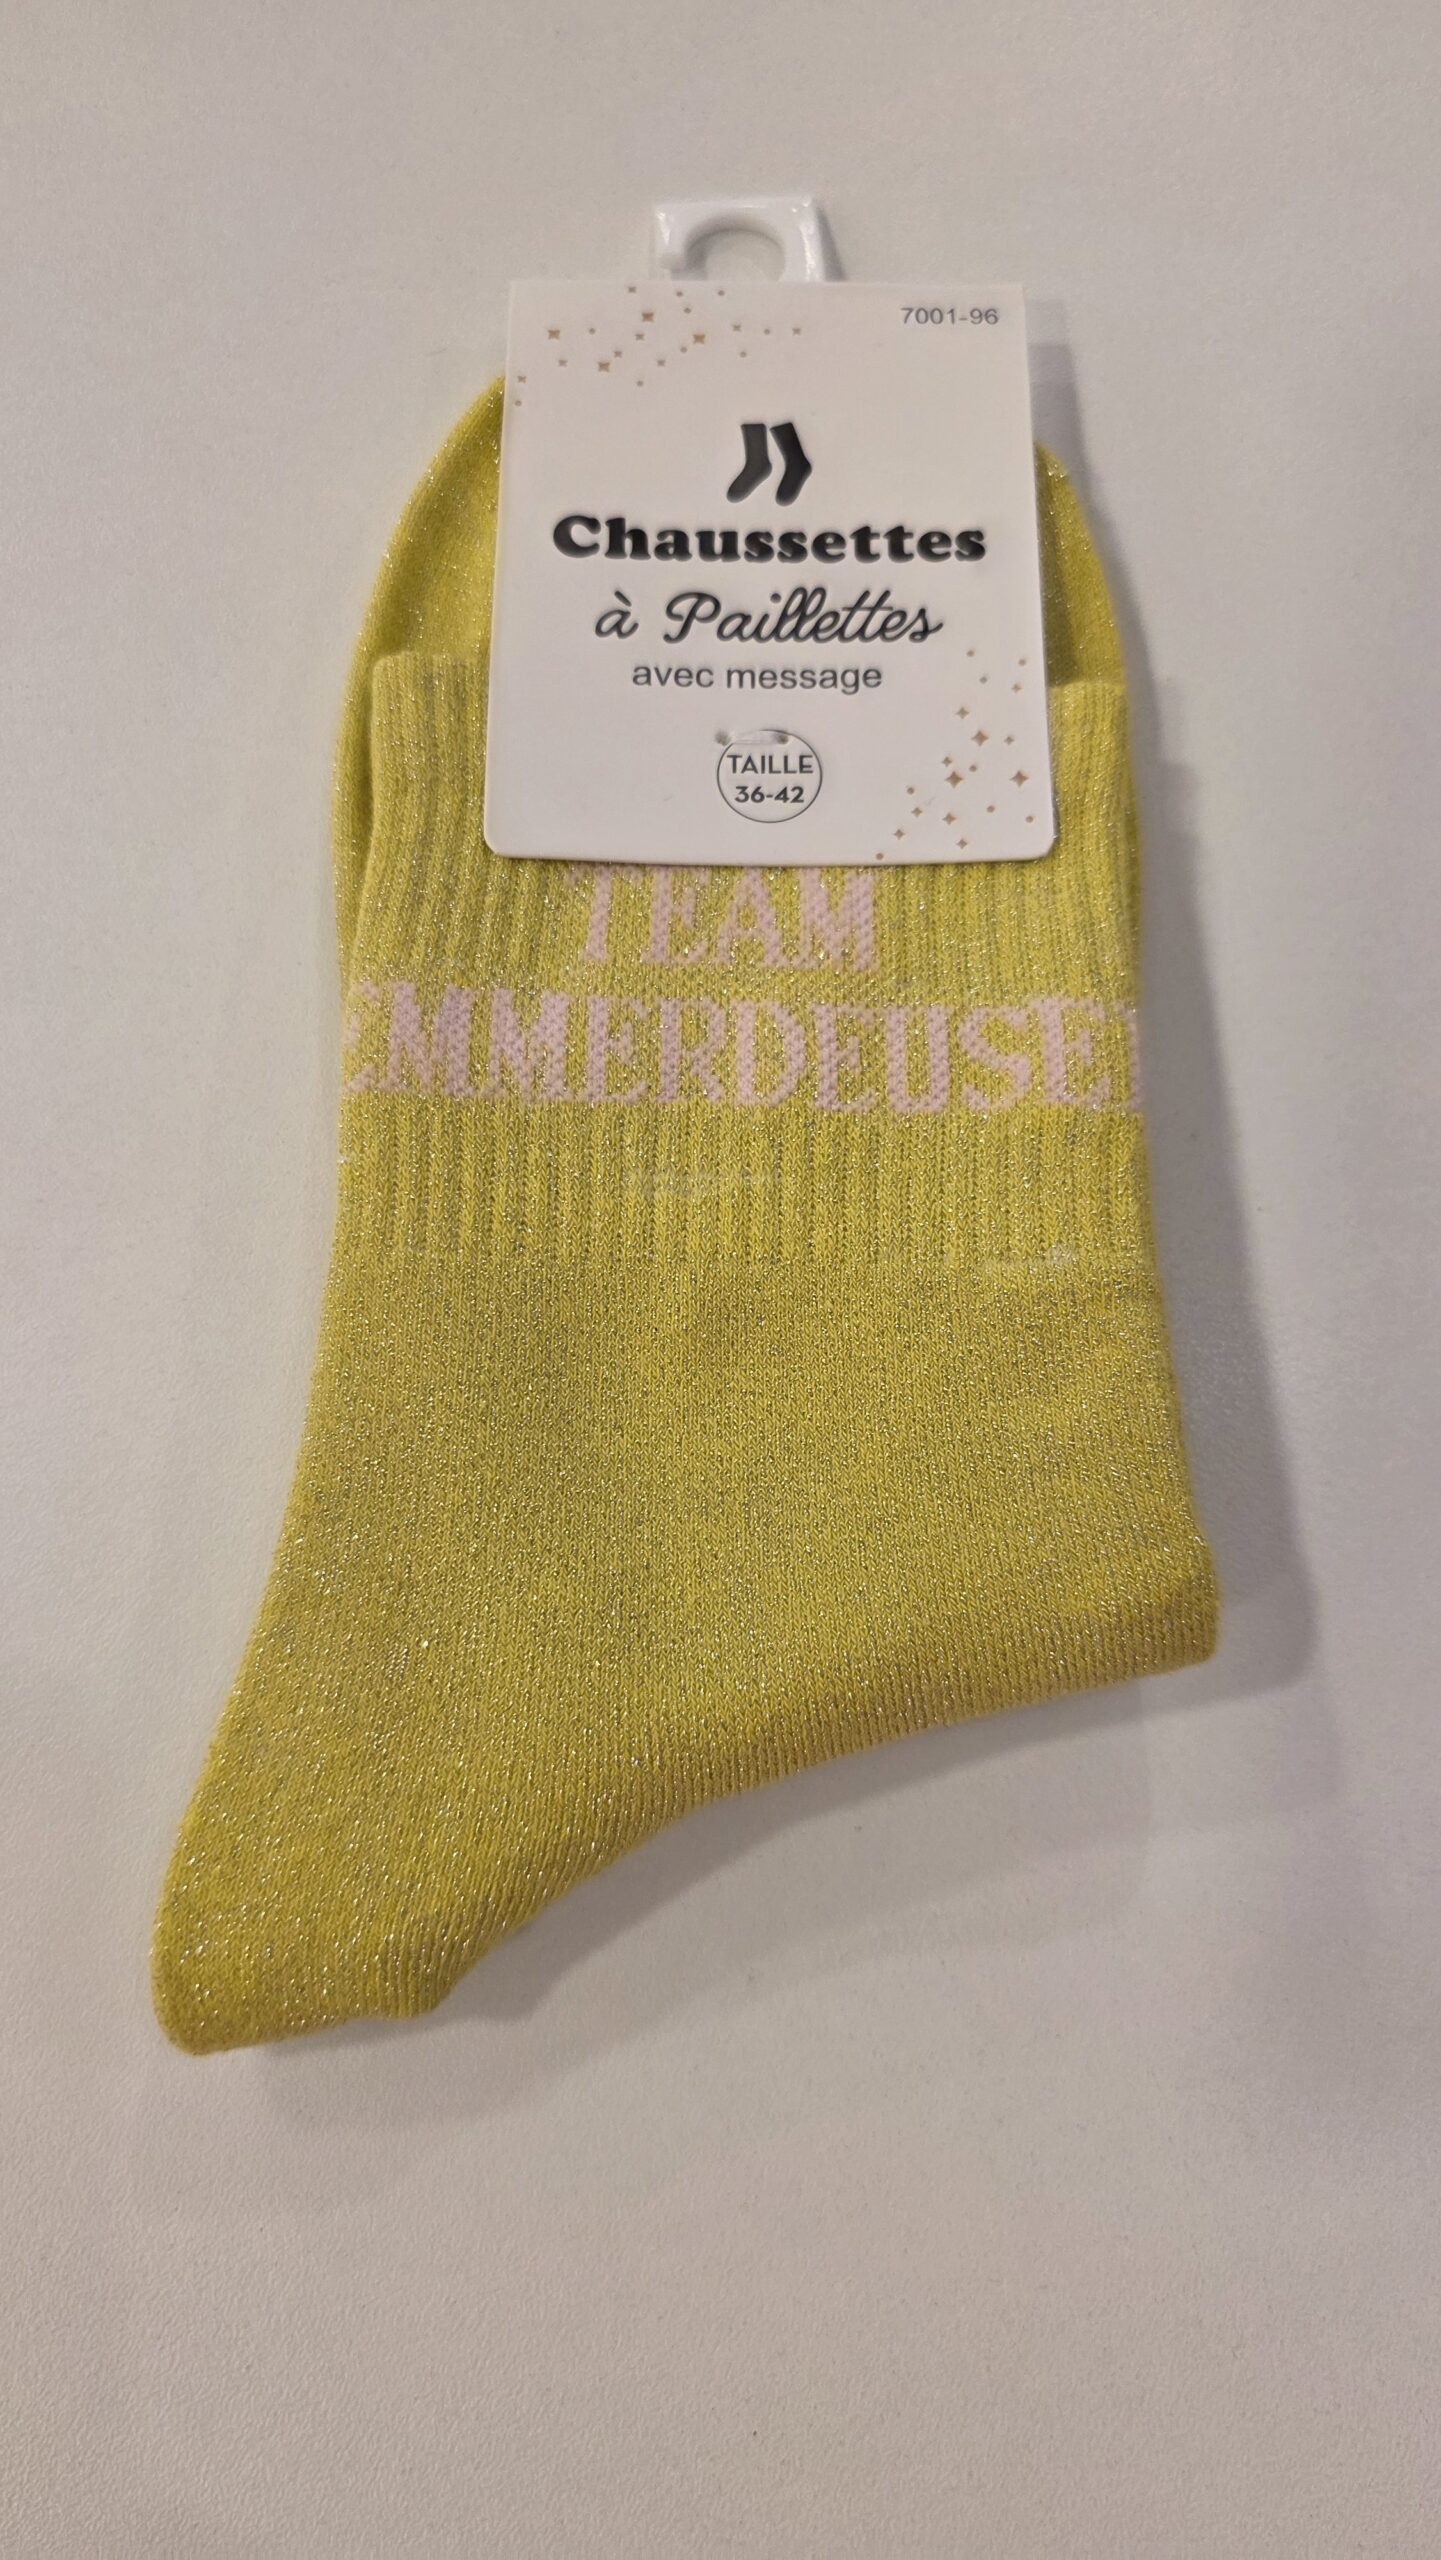 7001-96
Chaussettes
à Paillettes
avec message
TAILLE
36-42
TEAM
EMMERDEUSE